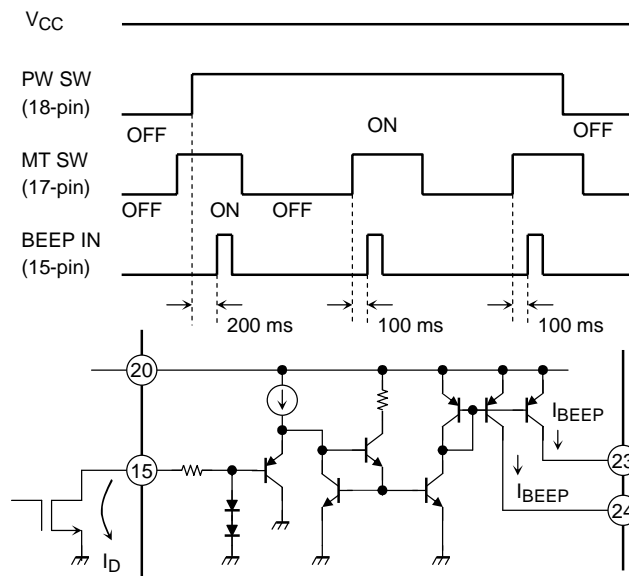 VCC
PW SW
(18-pin)
OFF
ON
OFF
MT SW
(17-pin)
OFF
ON
OFF
BEEP IN
(15-pin)
200 ms
100 ms
100 ms
20
IBEEP
15
23
IBEEP
24
ID